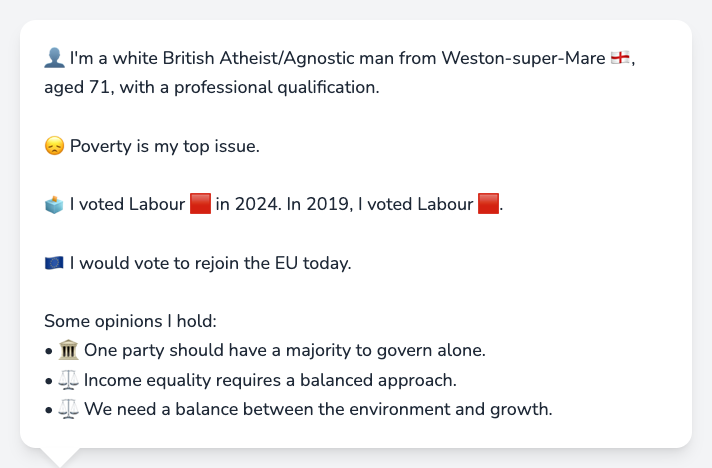 👤 I'm a white British Atheist/Agnostic man from Weston-super-Mare 🏴󠁧󠁢󠁥󠁮󠁧󠁿,
aged 71, with a professional qualification.
😞 Poverty is my top issue.
🗳️ I voted Labour 🟥 in 2024. In 2019, I voted Labour 🟥.
🇪🇺 I would vote to rejoin the EU today.
Some opinions I hold:
• 🏛️ One party should have a majority to govern alone.
• ⚖️ Income equality requires a balanced approach.
• ⚖️ We need a balance between the environment and growth.